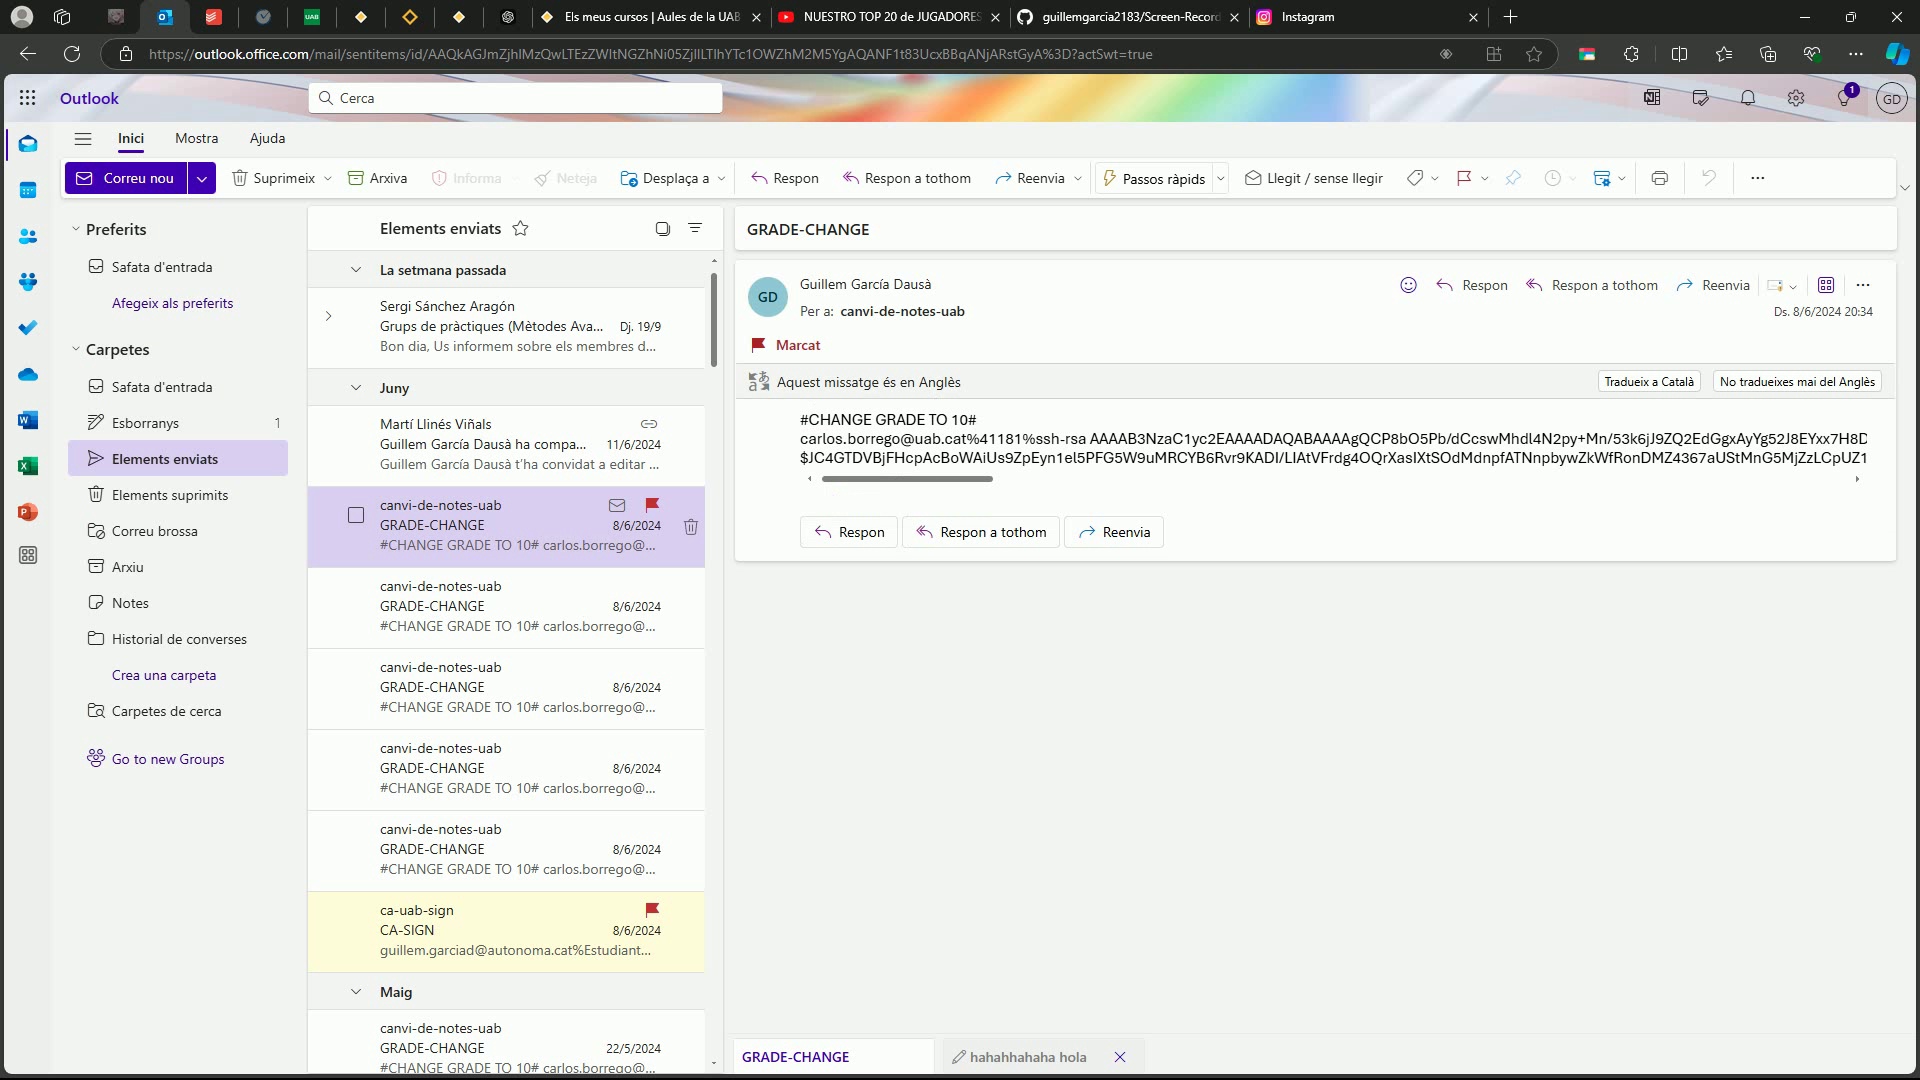 Els meus cursos | Aules de la UAB
NUESTRO TOP 20 de JUGADORES
guillemgarcia2183/Screen-Record
Instagram
Outlook
Cerca
1
GD
Inici
Mostra
Ajuda
Correu nou
Suprimeix
Arxiva
Informa
Neteja
Desplaça a
Respon
Respon a tothom
Reenvia
Passos ràpids
Llegit / sense llegir
Preferits
Safata d'entrada
Afegeix als preferits
Carpetes
Safata d'entrada
Esborranys 1
Elements enviats
Elements suprimits
Correu brossa
Arxiu
Notes
Historial de converses
Crea una carpeta
Carpetes de cerca
Go to new Groups
Elements enviats
La setmana passada
Sergi Sánchez Aragón
Grups de pràctiques (Mètodes Ava... Dj. 19/9
Bon dia, Us informem sobre els membres d...
Juny
Martí Llinés Viñals
Guillem García Dausà ha compa... 11/6/2024
Guillem García Dausà t'ha convidat a editar ...
canvi-de-notes-uab
GRADE-CHANGE 8/6/2024
#CHANGE GRADE TO 10# carlos.borrego@...
canvi-de-notes-uab
GRADE-CHANGE 8/6/2024
#CHANGE GRADE TO 10# carlos.borrego@...
canvi-de-notes-uab
GRADE-CHANGE 8/6/2024
#CHANGE GRADE TO 10# carlos.borrego@...
canvi-de-notes-uab
GRADE-CHANGE 8/6/2024
#CHANGE GRADE TO 10# carlos.borrego@...
canvi-de-notes-uab
GRADE-CHANGE 8/6/2024
#CHANGE GRADE TO 10# carlos.borrego@...
ca-uab-sign
CA-SIGN 8/6/2024
guillem.garciad@autonoma.cat%Estudiant...
Maig
canvi-de-notes-uab
GRADE-CHANGE 22/5/2024
#CHANGE GRADE TO 10# carlos.borrego@...
GRADE-CHANGE
GD
Guillem García Dausà
Per a: canvi-de-notes-uab
Respon
Respon a tothom
Reenvia
Ds. 8/6/2024 20:34
Marcat
Aquest missatge és en Anglès
Tradueix a Català
No tradueixes mai del Anglès
#CHANGE GRADE TO 10#
carlos.borrego@uab.cat%41181%ssh-rsa AAAAB3NzaC1yc2EAAAADAQABAAAAgQCP8bO5Pb/dCcswMhdl4N2py+Mn/53k6jJ9ZQ2EdGgxAyYg52J8EYxx7H8D
$JC4GTDVBjFHcpAcBoWAiUs9ZpEyn1el5PFG5W9uMRCYB6Rvr9KADI/LIAtVFrdg4OQrXasIXtSOdMdnpfATNnpbywZkWfRonDMZ4367aUStMnG5MjZzLCpUZ1
Respon
Respon a tothom
Reenvia
GRADE-CHANGE
hahahhahaha hola